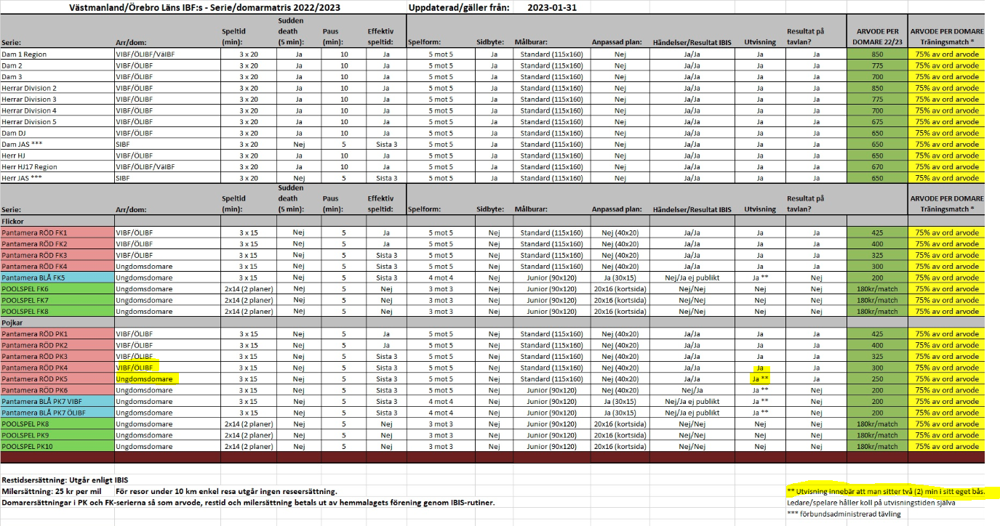 Västmanland/Örebro Läns IBF:s - Serie/domarmatris 2022/2023 Uppdaterad/gäller från: 2023-01-31
Serie: Arr/dom: Speltid (min): Sudden death (5 min): Paus (min): Effektiv speltid: Spelform: Sidbyte: Målburar: Anpassad plan: Händelser/Resultat IBIS Utvisning Resultat på tavlan? ARVODE PER DOMARE 22/23 ARVODE PER DOMARE Träningsmatch *
Dam 1 Region VIBF/ÖLIBF/VälBF 3 x 20 Ja 10 Ja 5 mot 5 Ja Standard (115x160) Nej Ja/Ja Ja Ja 850 75% av ord arvode
Dam 2 VIBF/ÖLIBF 3 x 20 Ja 10 Ja 5 mot 5 Ja Standard (115x160) Nej Ja/Ja Ja Ja 775 75% av ord arvode
Dam 3 VIBF/ÖLIBF 3 x 20 Ja 10 Ja 5 mot 5 Ja Standard (115x160) Nej Ja/Ja Ja Ja 700 75% av ord arvode
Herrar Division 2 VIBF/ÖLIBF 3 x 20 Ja 10 Ja 5 mot 5 Ja Standard (115x160) Nej Ja/Ja Ja Ja 850 75% av ord arvode
Herrar Division 3 VIBF/ÖLIBF 3 x 20 Ja 10 Ja 5 mot 5 Ja Standard (115x160) Nej Ja/Ja Ja Ja 775 75% av ord arvode
Herrar Division 4 VIBF/ÖLIBF 3 x 20 Ja 10 Ja 5 mot 5 Ja Standard (115x160) Nej Ja/Ja Ja Ja 700 75% av ord arvode
Herrar Division 5 VIBF/ÖLIBF 3 x 20 Ja 10 Ja 5 mot 5 Ja Standard (115x160) Nej Ja/Ja Ja Ja 675 75% av ord arvode
Dam DJ VIBF/ÖLIBF 3 x 20 Ja 10 Ja 5 mot 5 Ja Standard (115x160) Nej Ja/Ja Ja Ja 650 75% av ord arvode
Dam JAS *** SIBF 3 x 20 Nej 5 Sista 3 5 mot 5 Ja Standard (115x160) Nej Ja/Ja Ja Ja 650 75% av ord arvode
Herr HJ VIBF/ÖLIBF 3 x 20 Ja 10 Ja 5 mot 5 Ja Standard (115x160) Nej Ja/Ja Ja Ja 650 75% av ord arvode
Herr HJ17 Region VIBF/ÖLIBF/VälBF 3 x 20 Ja 10 Ja 5 mot 5 Ja Standard (115x160) Nej Ja/Ja Ja Ja 670 75% av ord arvode
Herr JAS *** SIBF 3 x 20 Nej 5 Sista 3 5 mot 5 Ja Standard (115x160) Nej Ja/Ja Ja Ja 650 75% av ord arvode
Serie: Arr/dom: Speltid (min): Sudden death (5 min): Paus (min): Effektiv speltid: Spelform: Sidbyte: Målburar: Anpassad plan: Händelser/Resultat IBIS Utvisning Resultat på tavlan? ARVODE PER DOMARE Träningsmatch *
Flickor
Pantamera RÖD FK1 VIBF/ÖLIBF 3 x 15 Nej 5 Ja 5 mot 5 Nej Standard (115x160) Nej (40x20) Ja/Ja Ja Ja 425 75% av ord arvode
Pantamera RÖD FK2 VIBF/ÖLIBF 3 x 15 Nej 5 Ja 5 mot 5 Nej Standard (115x160) Nej (40x20) Ja/Ja Ja Ja 400 75% av ord arvode
Pantamera RÖD FK3 VIBF/ÖLIBF 3 x 15 Nej 5 Sista 3 5 mot 5 Nej Standard (115x160) Nej (40x20) Ja/Ja Ja Ja 325 75% av ord arvode
Pantamera RÖD FK4 Ungdomsdomare 3 x 15 Nej 5 Sista 3 5 mot 5 Nej Standard (115x160) Nej (40x20) Ja/Ja Ja Ja 300 75% av ord arvode
Pantamera BLÅ FK5 Ungdomsdomare 3 x 15 Nej 5 Sista 3 4 mot 4 Nej Junior (90x120) Ja (30x15) Nej/Ja ej publikt Ja ** Nej 200 75% av ord arvode
POOLSPEL FK6 Ungdomsdomare 2x14 (2 planer) Nej 5 Nej 3 mot 3 Nej Junior (90x120) 20x16 (kortsida) Nej/Nej Nej Nej 180kr/match 75% av ord arvode
POOLSPEL FK7 Ungdomsdomare 2x14 (2 planer) Nej 5 Nej 3 mot 3 Nej Junior (90x120) 20x16 (kortsida) Nej/Nej Nej Nej 180kr/match 75% av ord arvode
POOLSPEL FK8 Ungdomsdomare 2x14 (2 planer) Nej 5 Nej 3 mot 3 Nej Junior (90x120) 20x16 (kortsida) Nej/Nej Nej Nej 180kr/match 75% av ord arvode
Pojkar
Pantamera RÖD PK1 VIBF/ÖLIBF 3 x 15 Nej 5 Ja 5 mot 5 Nej Standard (115x160) Nej (40x20) Ja/Ja Ja Ja 425 75% av ord arvode
Pantamera RÖD PK2 VIBF/ÖLIBF 3 x 15 Nej 5 Ja 5 mot 5 Nej Standard (115x160) Nej (40x20) Ja/Ja Ja Ja 400 75% av ord arvode
Pantamera RÖD PK3 VIBF/ÖLIBF 3 x 15 Nej 5 Sista 3 5 mot 5 Nej Standard (115x160) Nej (40x20) Ja/Ja Ja Ja 325 75% av ord arvode
Pantamera RÖD PK4 VIBF/ÖLIBF 3 x 15 Nej 5 Sista 3 5 mot 5 Nej Standard (115x160) Nej (40x20) Ja/Ja Ja Ja 300 75% av ord arvode
Pantamera RÖD PK5 Ungdomsdomare 3 x 15 Nej 5 Sista 3 5 mot 5 Nej Standard (115x160) Nej (40x20) Ja/Ja Ja ** Ja 250 75% av ord arvode
Pantamera RÖD PK6 Ungdomsdomare 3 x 15 Nej 5 Sista 3 5 mot 5 Nej Junior (90x120) Nej (40x20) Nej/Ja Ja ** Nej 200 75% av ord arvode
Pantamera BLÅ PK7 VIBF Ungdomsdomare 3 x 15 Nej 5 Sista 3 4 mot 4 Nej Junior (90x120) Ja (30x15) Nej/Ja ej publikt Ja ** Nej 200 75% av ord arvode
Pantamera BLÅ PK7 ÖLIBF Ungdomsdomare 3 x 15 Nej 5 Sista 3 4 mot 4 Nej Junior (90x120) Ja (30x15) Nej/Ja ej publikt Ja ** Nej 200 75% av ord arvode
POOLSPEL PK8 Ungdomsdomare 2x14 (2 planer) Nej 5 Nej 3 mot 3 Nej Junior (90x120) 20x16 (kortsida) Nej/Nej Nej Nej 180kr/match 75% av ord arvode
POOLSPEL PK9 Ungdomsdomare 2x14 (2 planer) Nej 5 Nej 3 mot 3 Nej Junior (90x120) 20x16 (kortsida) Nej/Nej Nej Nej 180kr/match 75% av ord arvode
POOLSPEL PK10 Ungdomsdomare 2x14 (2 planer) Nej 5 Nej 3 mot 3 Nej Junior (90x120) 20x16 (kortsida) Nej/Nej Nej Nej 180kr/match 75% av ord arvode
Restidsersättning: Utgår enligt IBIS
Milersättning: 25 kr per mil För resor under 10 km enkel resa utgår ingen reseersättning. ** Utvisning innebär att man sitter två (2) min i sitt eget bås.
Domarersättningar i PK och FK-serierna så som arvode, restid och milersättning betals ut av hemmalagets förening genom IBIS-rutiner. Ledare/spelare håller koll på utvisningstiden själva
*** förbundsadministrerad tävling